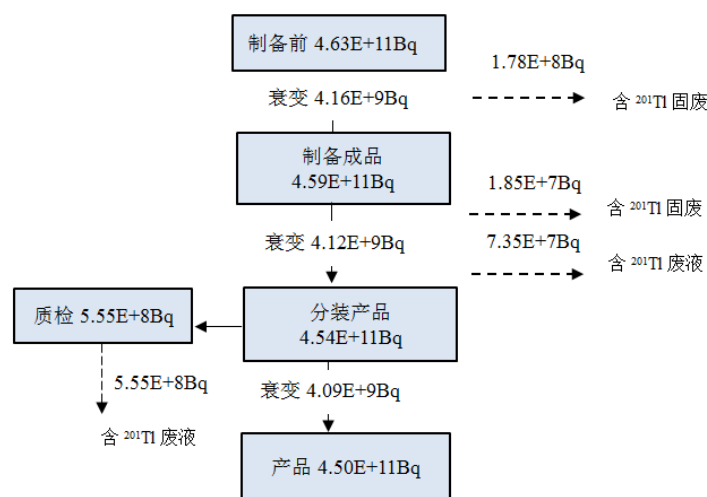 制备前 4.63E+11Bq
1.78E+8Bq
衰变 4.16E+9Bq
含 ²⁰¹Tl 固废
制备成品
4.59E+11Bq
1.85E+7Bq
含 ²⁰¹Tl 固废
衰变 4.12E+9Bq
7.35E+7Bq
含 ²⁰¹Tl 废液
质检 5.55E+8Bq
分装产品
4.54E+11Bq
5.55E+8Bq
衰变 4.09E+9Bq
含 ²⁰¹Tl 废液
产品 4.50E+11Bq